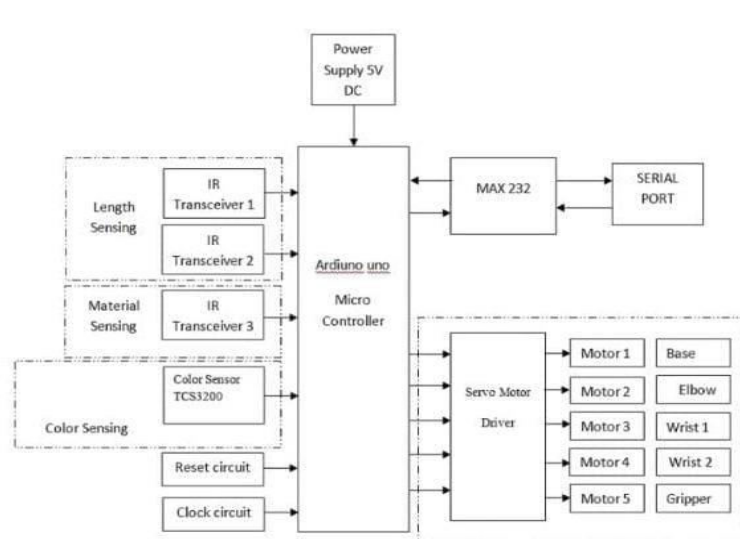 Power
Supply 5V
DC
Length
Sensing
IR
Transceiver 1
IR
Transceiver 2
Material
Sensing
IR
Transceiver 3
Color Sensor
TCS3200
Color Sensing
Reset circuit
Clock circuit
Ardiuno uno
Micro
Controller
MAX 232
SERIAL
PORT
Servo Motor
Driver
Motor 1
Base
Motor 2
Elbow
Motor 3
Wrist 1
Motor 4
Wrist 2
Motor 5
Gripper